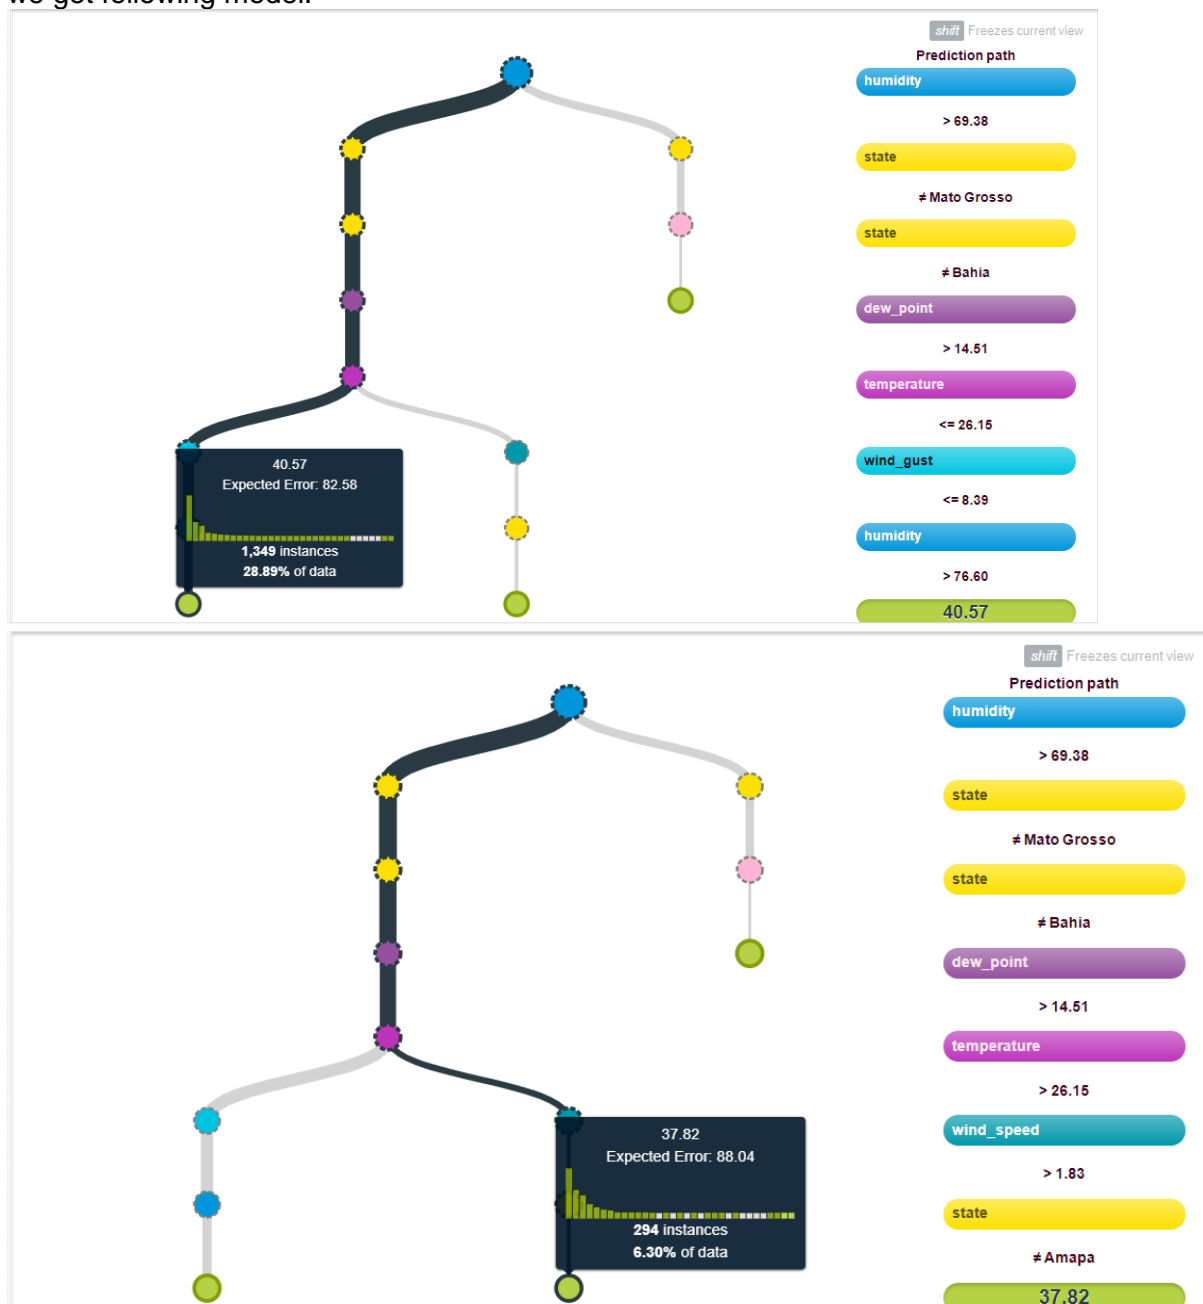 we get following model:
shift Freezes current view
Prediction path
humidity
> 69.38
state
≠ Mato Grosso
state
≠ Bahia
dew_point
> 14.51
temperature
<= 26.15
wind_gust
<= 8.39
humidity
> 76.60
40.57
40.57
Expected Error: 82.58
1,349 instances
28.89% of data
shift Freezes current view
Prediction path
humidity
> 69.38
state
≠ Mato Grosso
state
≠ Bahia
dew_point
> 14.51
temperature
> 26.15
wind_speed
> 1.83
state
≠ Amapa
37.82
37.82
Expected Error: 88.04
294 instances
6.30% of data